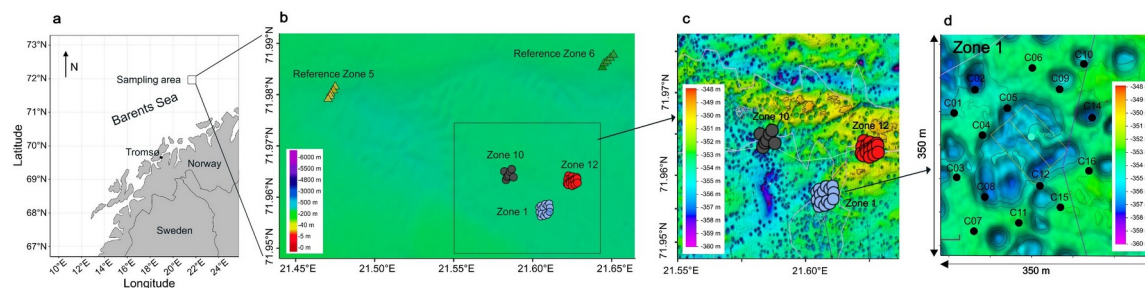 a
73°N
72°N
71°N
70°N
69°N
68°N
67°N
Latitude
N
Sampling area
Barents Sea
Tromsø
Norway
Sweden
10°E 12°E 14°E 16°E 18°E 20°E 22°E 24°E
Longitude
b
71.99°N
71.98°N
71.97°N
71.96°N
71.95°N
Reference Zone 6
Reference Zone 5
Zone 10
Zone 12
Zone 1
-6000 m
-5500 m
-4800 m
-4000 m
-3000 m
-2000 m
-200 m
-40 m
-5 m
-0 m
21.45°E 21.50°E 21.55°E 21.60°E 21.65°E
c
71.97°N
71.96°N
71.95°N
Zone 10
Zone 12
Zone 1
-348 m
-349 m
-350 m
-351 m
-352 m
-353 m
-354 m
-355 m
-356 m
-357 m
-358 m
-359 m
-360 m
21.55°E 21.60°E
d
Zone 1
C06
C10
C02
C09
C01
C05
C14
C04
C03
C16
C12
C08
C15
C11
C07
-348 m
-349 m
-350 m
-351 m
-352 m
-353 m
-354 m
-355 m
-356 m
-357 m
-358 m
-359 m
-360 m
350 m
350 m